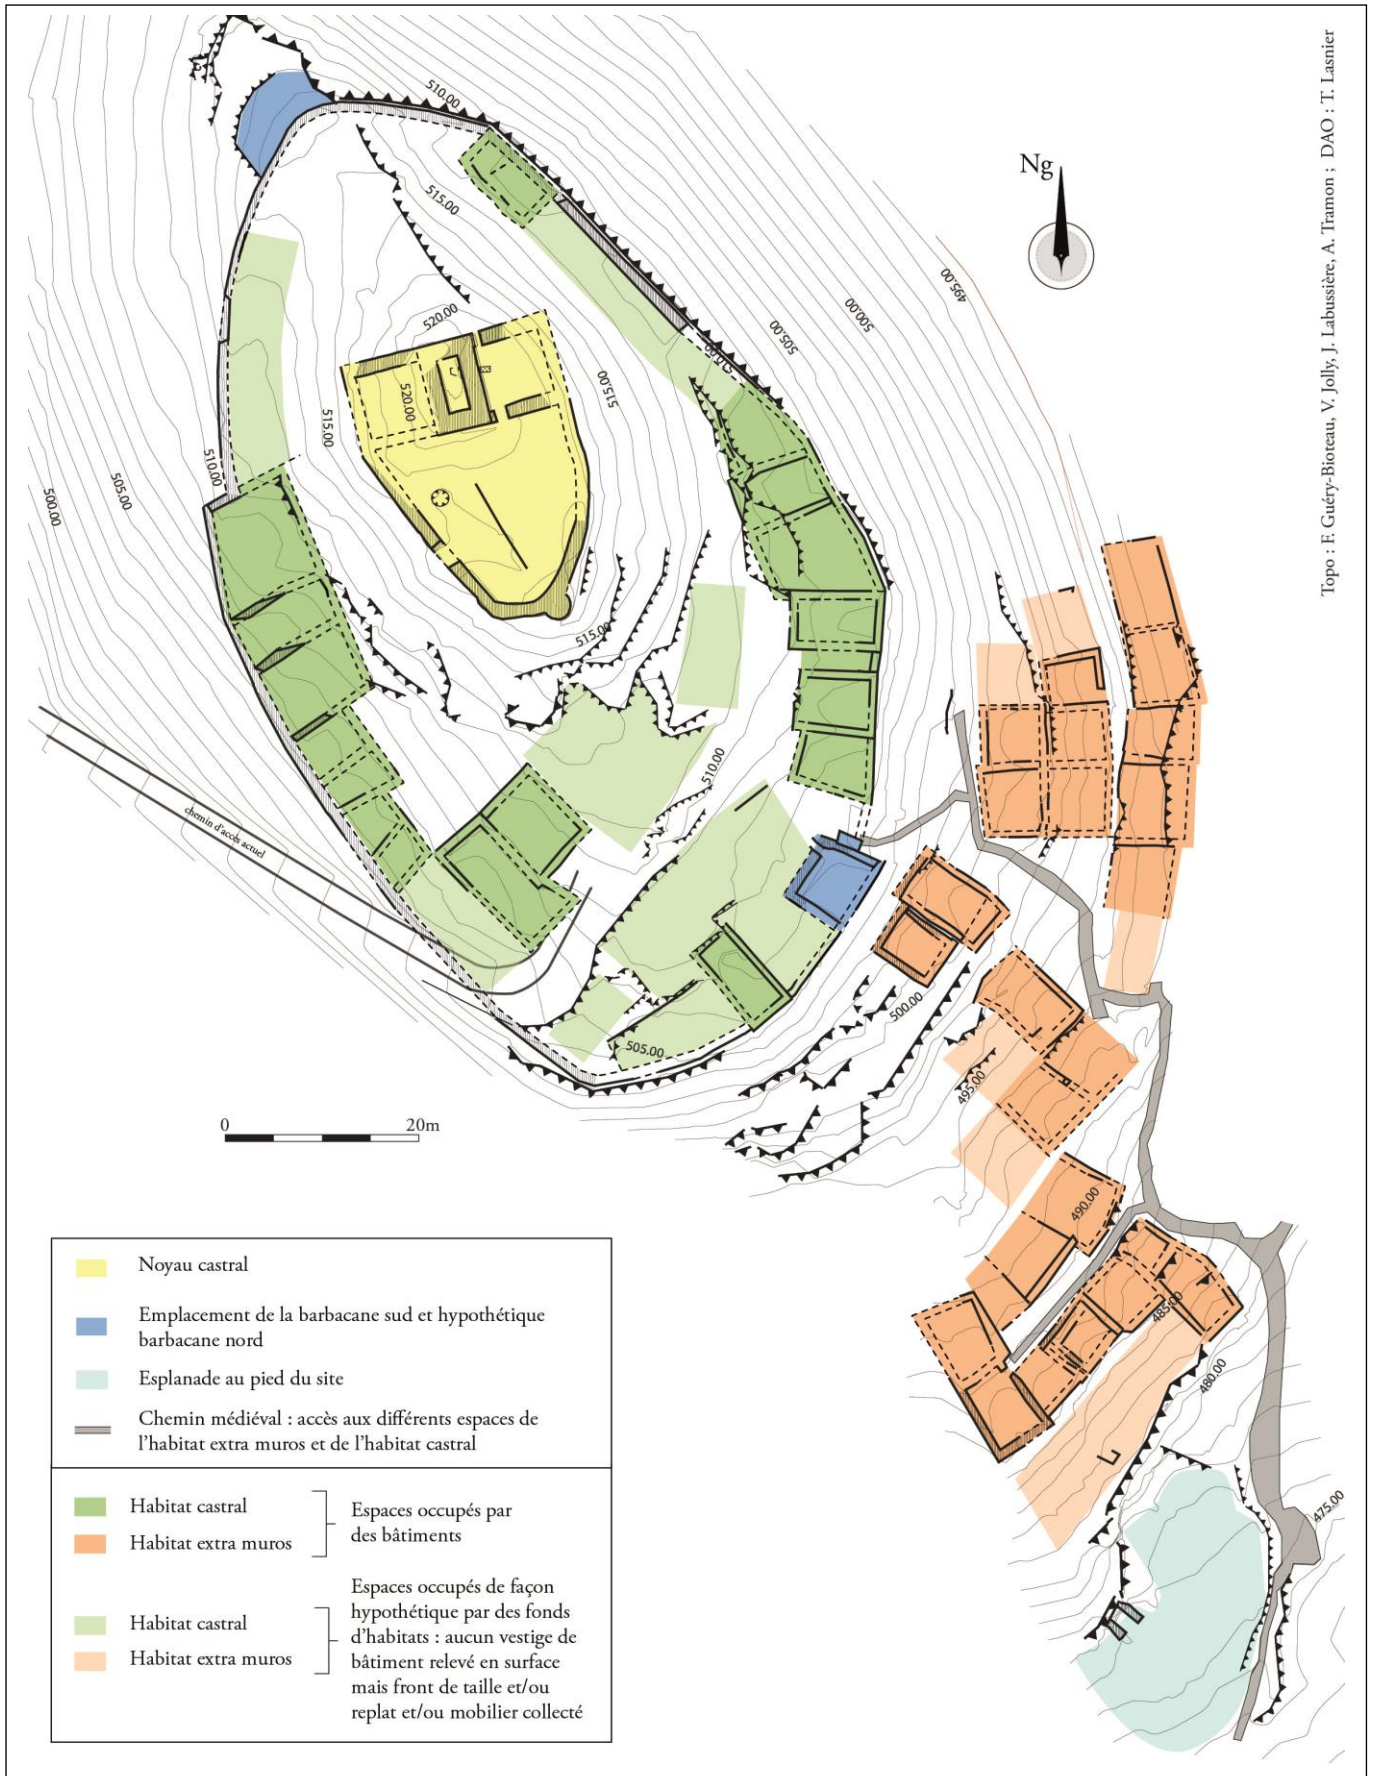 Topo : F. Guéry-Bioteau, V. Jolly, J. Labussière, A. Tramon ; DAO : T. Lasnier
Ng
510.00
515.00
520.00
520.00
515.00
515.00
510.00
505.00
500.00
510.00
505.00
500.00
495.00
515.00
510.00
505.00
500.00
495.00
490.00
485.00
480.00
475.00
chemin d'accès actuel
0 20m
Noyau castral
Emplacement de la barbacane sud et hypothétique
barbacane nord
Esplanade au pied du site
Chemin médiéval : accès aux différents espaces de
l'habitat extra muros et de l'habitat castral
Habitat castral
Habitat extra muros
Espaces occupés par
des bâtiments
Habitat castral
Habitat extra muros
Espaces occupés de façon
hypothétique par des fonds
d'habitats : aucun vestige de
bâtiment relevé en surface
mais front de taille et/ou
replat et/ou mobilier collecté